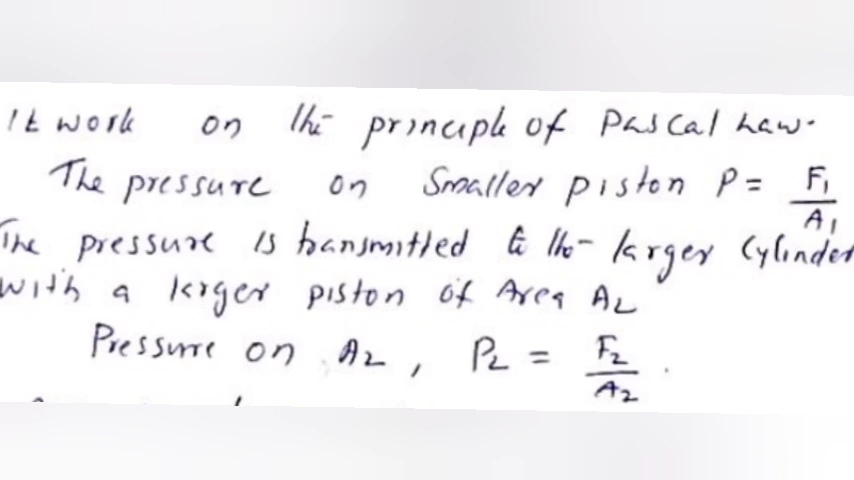 It work on the principle of Pascal Law.
The pressure on Smaller piston P = F₁/A₁
The pressure is transmitted to the larger Cylinder
with a larger piston of Area A₂
Pressure on A₂, P₂ = F₂/A₂.